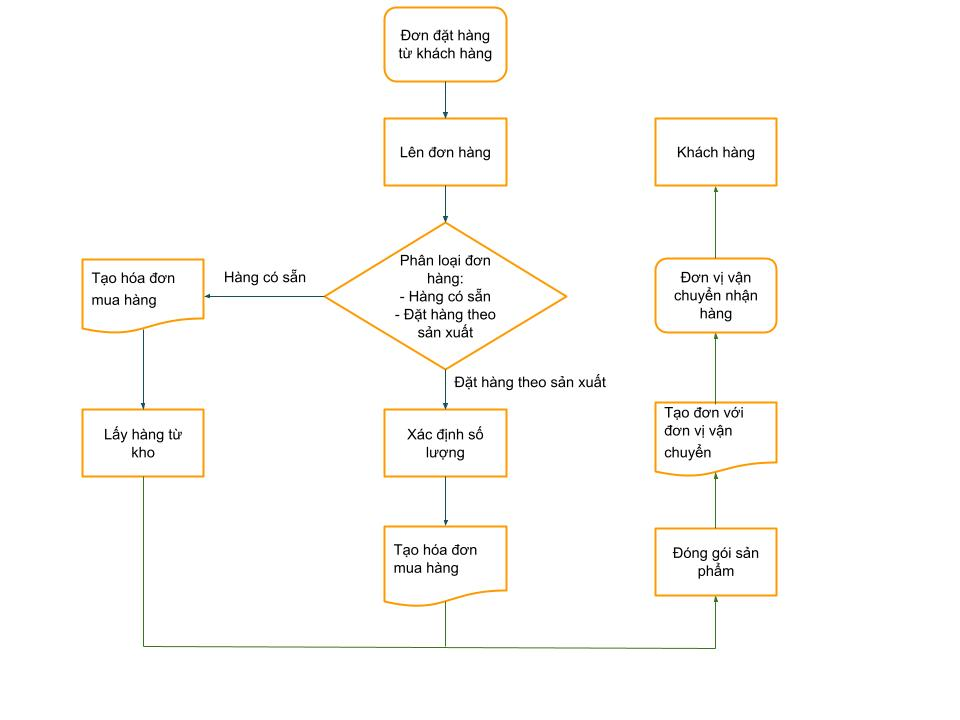 Đơn đặt hàng
từ khách hàng
Lên đơn hàng
Phân loại đơn
hàng:
- Hàng có sẵn
- Đặt hàng theo
sản xuất
Hàng có sẵn
Tạo hóa đơn
mua hàng
Lấy hàng từ
kho
Đặt hàng theo sản xuất
Xác định số
lượng
Tạo hóa đơn
mua hàng
Đóng gói sản
phẩm
Tạo đơn với
đơn vị vận
chuyển
Đơn vị vận
chuyển nhận
hàng
Khách hàng